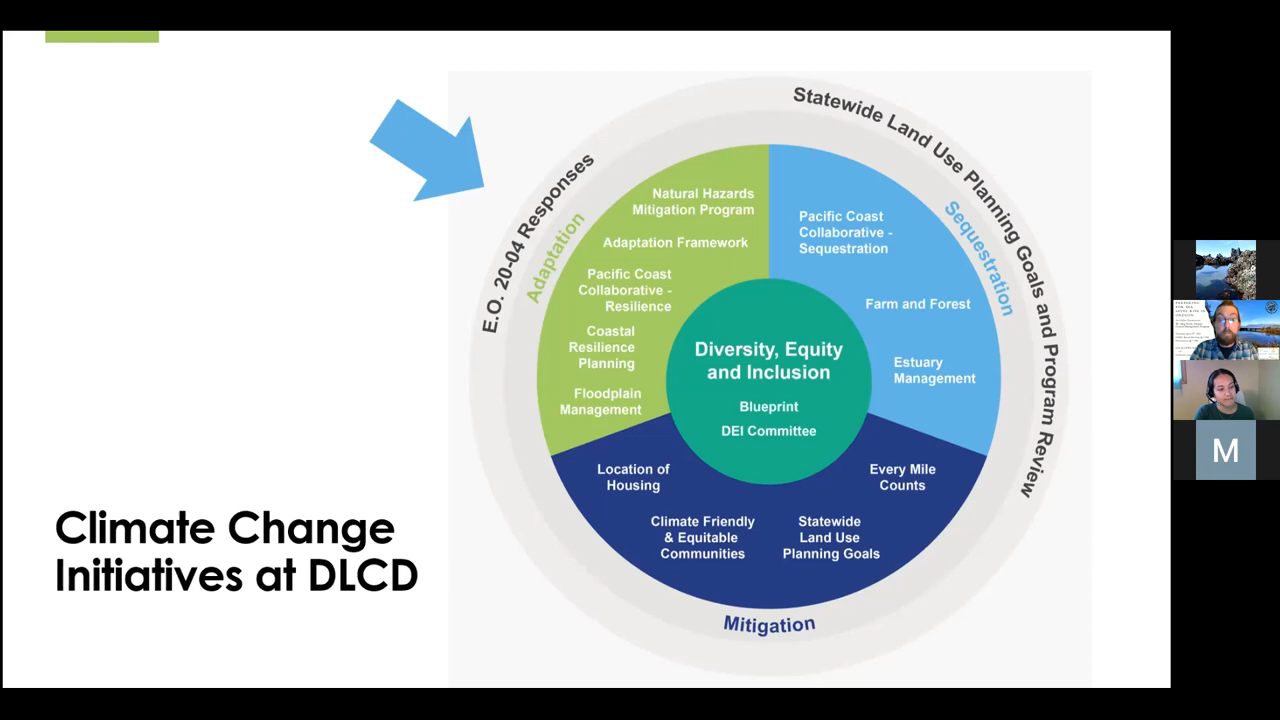 Climate Change
Initiatives at DLCD
E.O. 20-04 Responses
Statewide Land Use Planning Goals and Program Review
Adaptation
Natural Hazards
Mitigation Program
Adaptation Framework
Pacific Coast
Collaborative -
Resilience
Coastal
Resilience
Planning
Floodplain
Management
Sequestration
Pacific Coast
Collaborative -
Sequestration
Farm and Forest
Estuary
Management
Diversity, Equity
and Inclusion
Blueprint
DEI Committee
Location of
Housing
Climate Friendly
& Equitable
Communities
Statewide
Land Use
Planning Goals
Every Mile
Counts
Mitigation
M